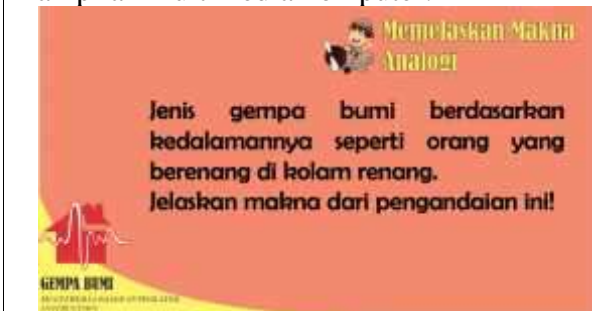 Memelaskan Makna
Analogi
Jenis gempa bumi berdasarkan
kedalamannya seperti orang yang
berenang di kolam renang.
Jelaskan makna dari pengandaian ini!
GEMPA BUMI